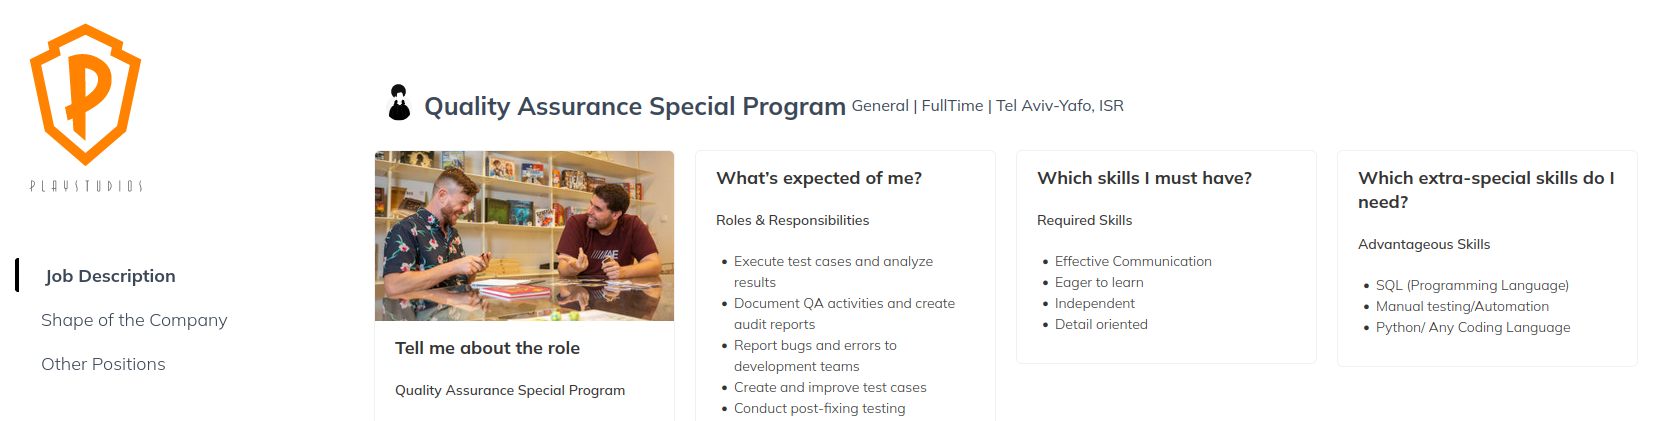 PLAYSTUDIOS
Job Description
Shape of the Company
Other Positions
Quality Assurance Special Program General | FullTime | Tel Aviv-Yafo, ISR
Tell me about the role
Quality Assurance Special Program
What's expected of me?
Roles & Responsibilities
• Execute test cases and analyze
results
• Document QA activities and create
audit reports
• Report bugs and errors to
development teams
• Create and improve test cases
• Conduct post-fixing testing
Which skills I must have?
Required Skills
• Effective Communication
• Eager to learn
• Independent
• Detail oriented
Which extra-special skills do I
need?
Advantageous Skills
• SQL (Programming Language)
• Manual testing/Automation
• Python/ Any Coding Language